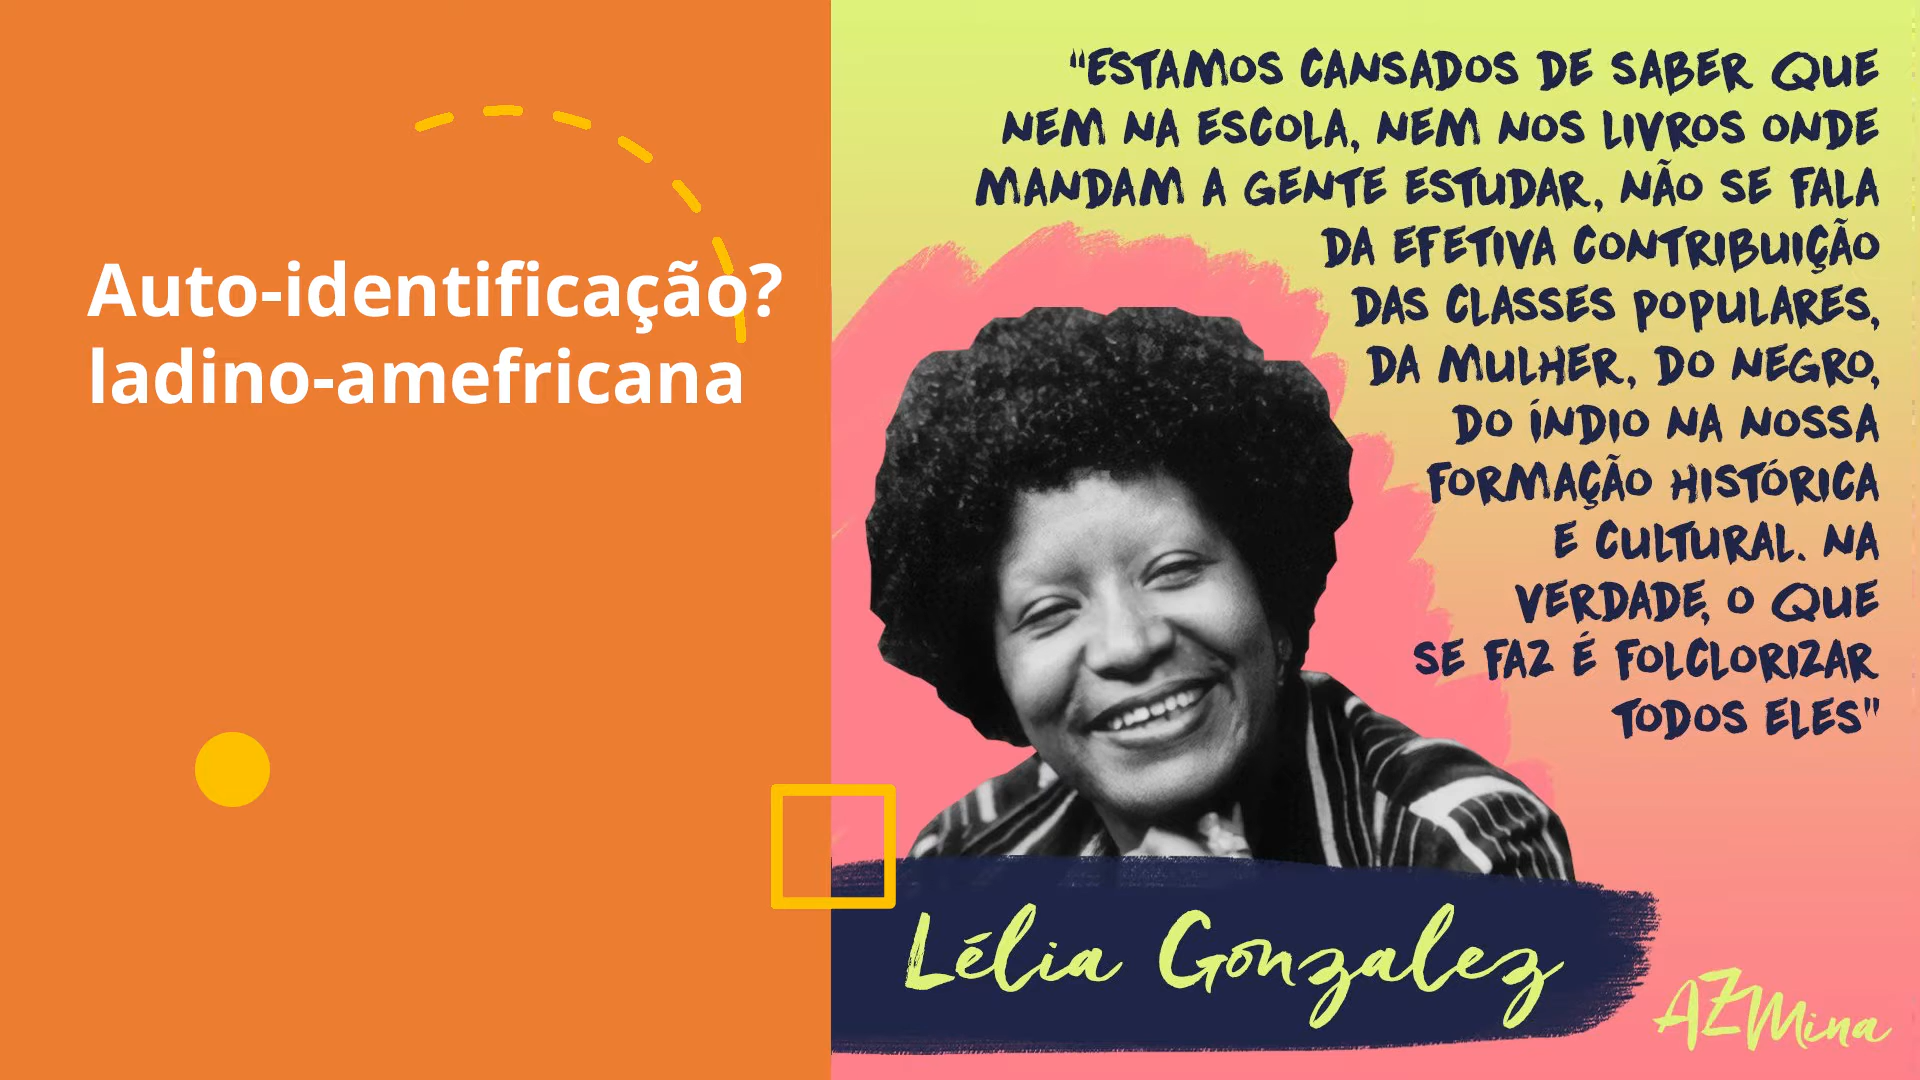 Auto-identificação?
ladino-amefricana
"ESTAMOS CANSADOS DE SABER QUE
NEM NA ESCOLA, NEM NOS LIVROS ONDE
MANDAM A GENTE ESTUDAR, NÃO SE FALA
DA EFETIVA CONTRIBUIÇÃO
DAS CLASSES POPULARES,
DA MULHER, DO NEGRO,
DO ÍNDIO NA NOSSA
FORMAÇÃO HISTÓRICA
E CULTURAL. NA
VERDADE, O QUE
SE FAZ É FOLCLORIZAR
TODOS ELES"
Lélia Gonzalez
AZMina